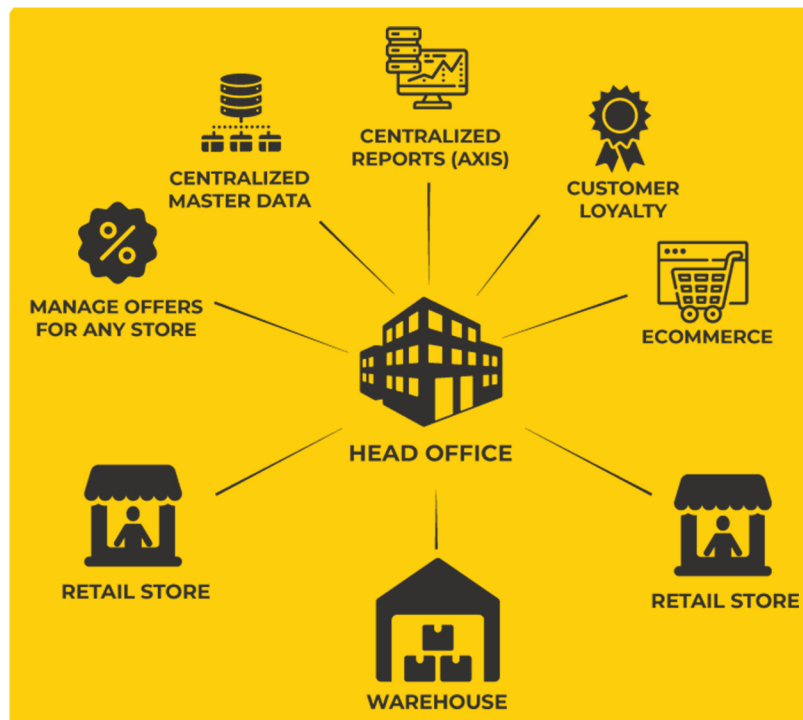 CENTRALIZED
REPORTS (AXIS)
CENTRALIZED
MASTER DATA
CUSTOMER
LOYALTY
MANAGE OFFERS
FOR ANY STORE
ECOMMERCE
HEAD OFFICE
RETAIL STORE
RETAIL STORE
WAREHOUSE